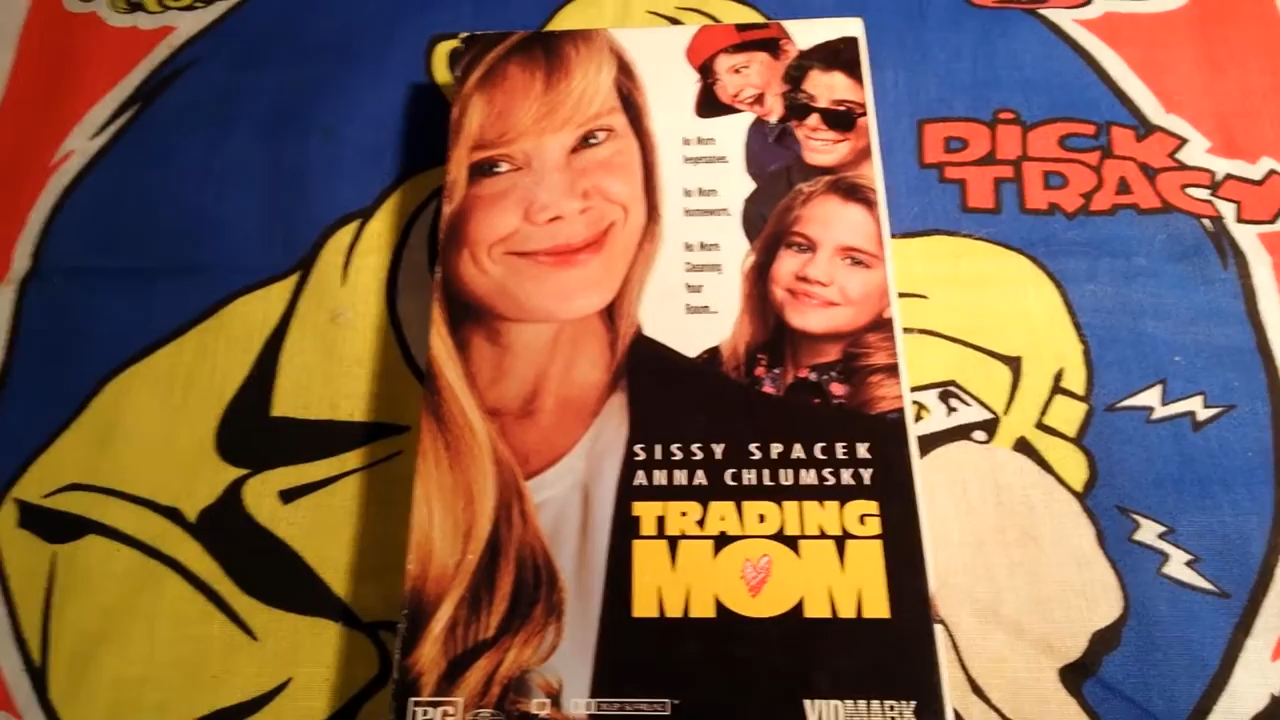 DiCK
TRACY
No More
Vegetables.
No More
Homework.
No More
Cleaning
Your
Room...
SISSY SPACEK
ANNA CHLUMSKY
TRADING
MOM
PG
VIDMARK